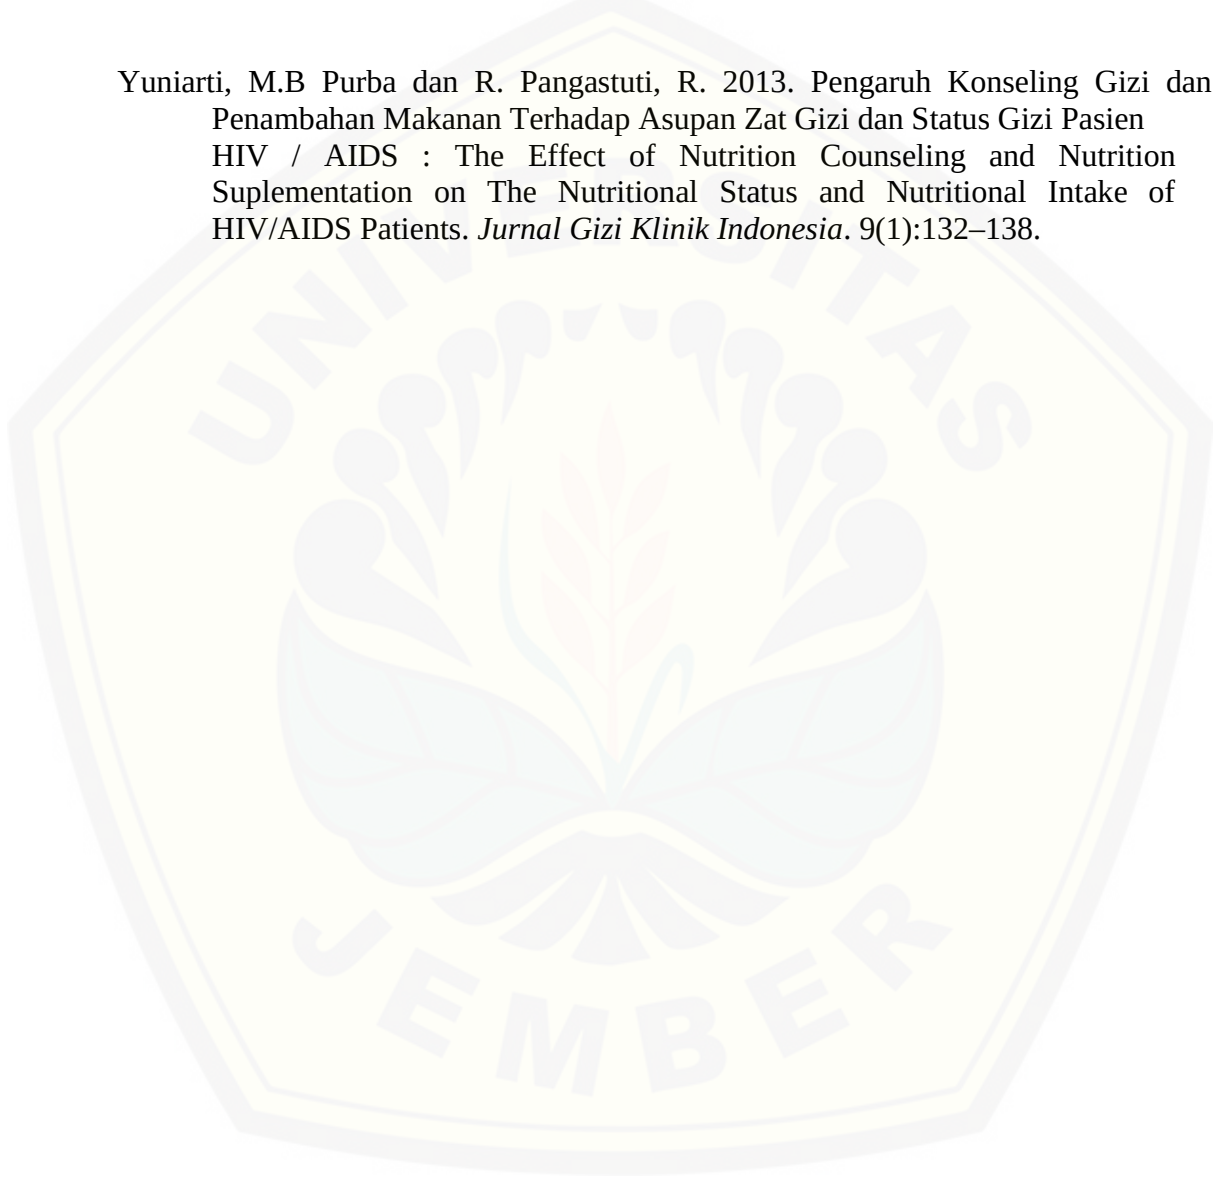 Yuniarti, M.B Purba dan R. Pangastuti, R. 2013. Pengaruh Konseling Gizi dan
Penambahan Makanan Terhadap Asupan Zat Gizi dan Status Gizi Pasien
HIV / AIDS : The Effect of Nutrition Counseling and Nutrition
Suplementation on The Nutritional Status and Nutritional Intake of
HIV/AIDS Patients. Jurnal Gizi Klinik Indonesia. 9(1):132–138.
UNIVERSITAS
JEMBER